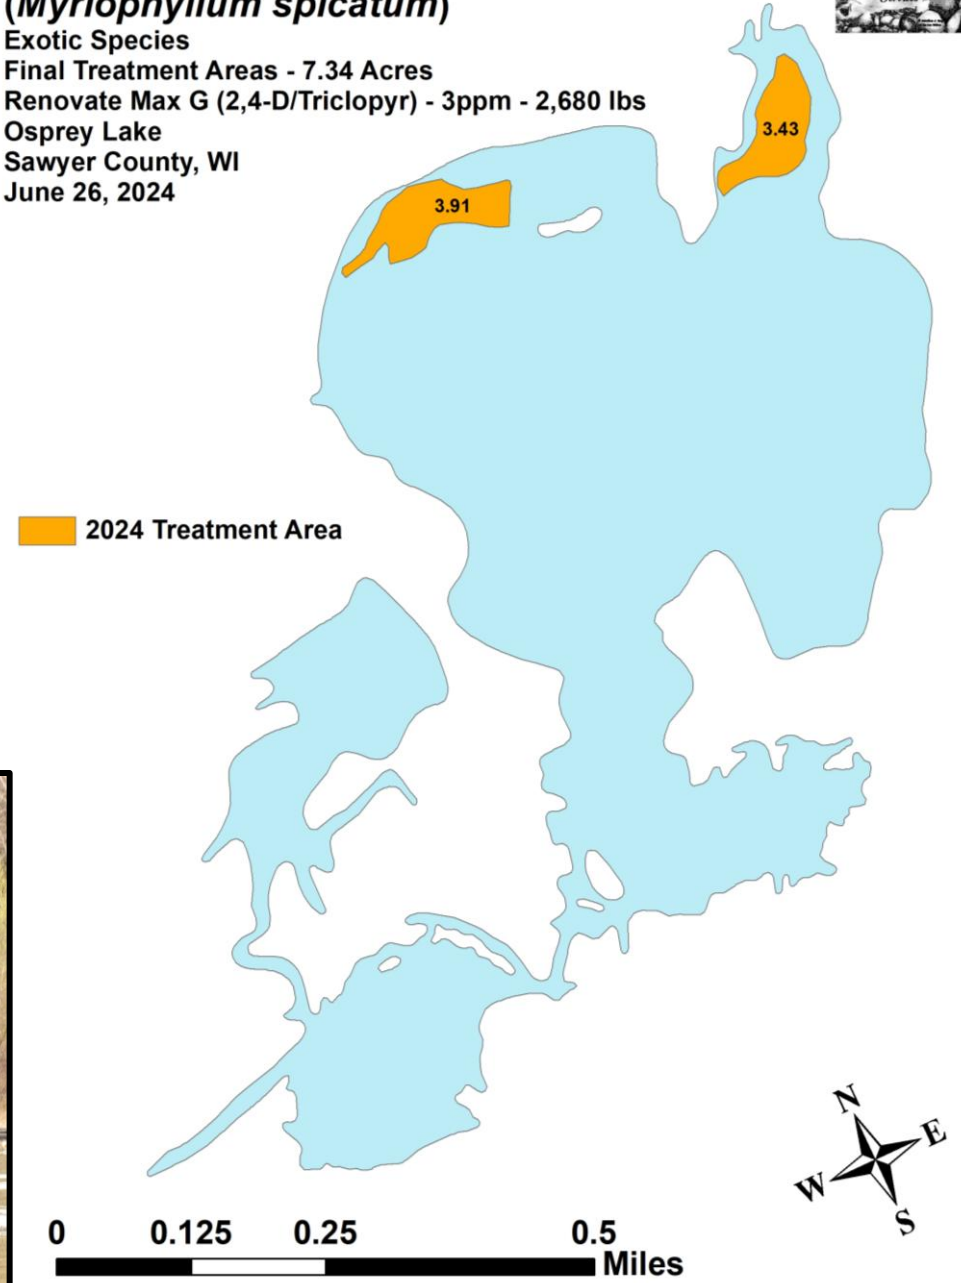 (Myriophyllum spicatum)
Exotic Species
Final Treatment Areas - 7.34 Acres
Renovate Max G (2,4-D/Triclopyr) - 3ppm - 2,680 lbs
Osprey Lake
Sawyer County, WI
June 26, 2024
3.43
3.91
2024 Treatment Area
N
E
W
S
0 0.125 0.25 0.5
Miles